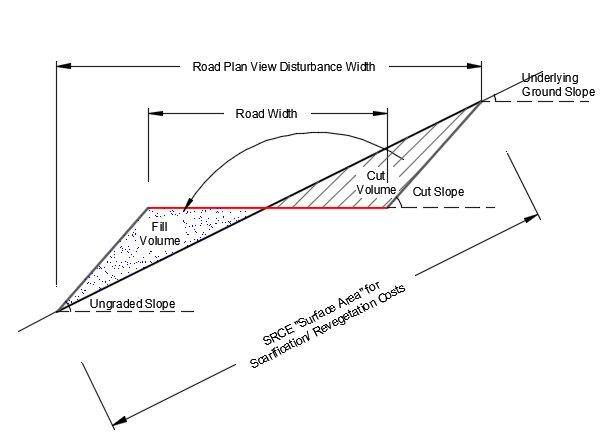 Road Plan View Disturbance Width
Underlying
Ground Slope
Road Width
Cut
Volume
Cut Slope
Fill
Volume
Ungraded Slope
SRCE "Surface Area" for
Scarification/ Revegetation Costs